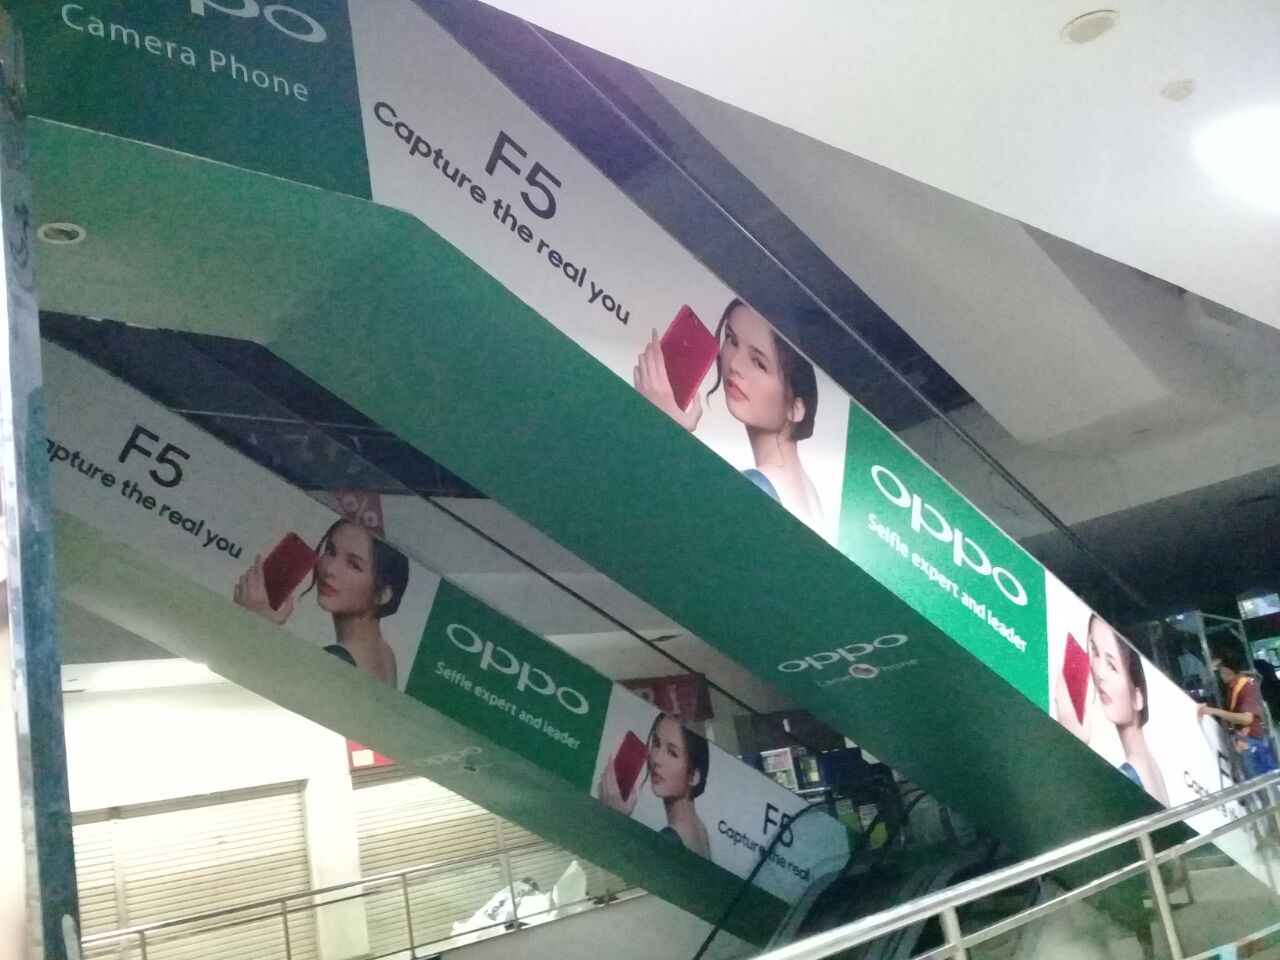 oppo
Camera Phone
F5
Capture the real you
oppo
Selfie expert and leader
oppo
F5
apture the real you
oppo
Selfie expert and leader
F5
Capture the real